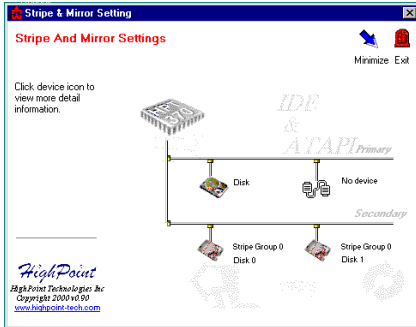 Stripe & Mirror Setting
Stripe And Mirror Settings
Minimize Exit
Click device icon to
view more detail
information.
HPT
370
IDE
&
ATAPI Primary
Disk
No device
Secondary
Stripe Group 0
Disk 0
Stripe Group 0
Disk 1
HighPoint
HighPoint Technologies Inc
Copyright 2000 v0.90
www.highpoint-tech.com